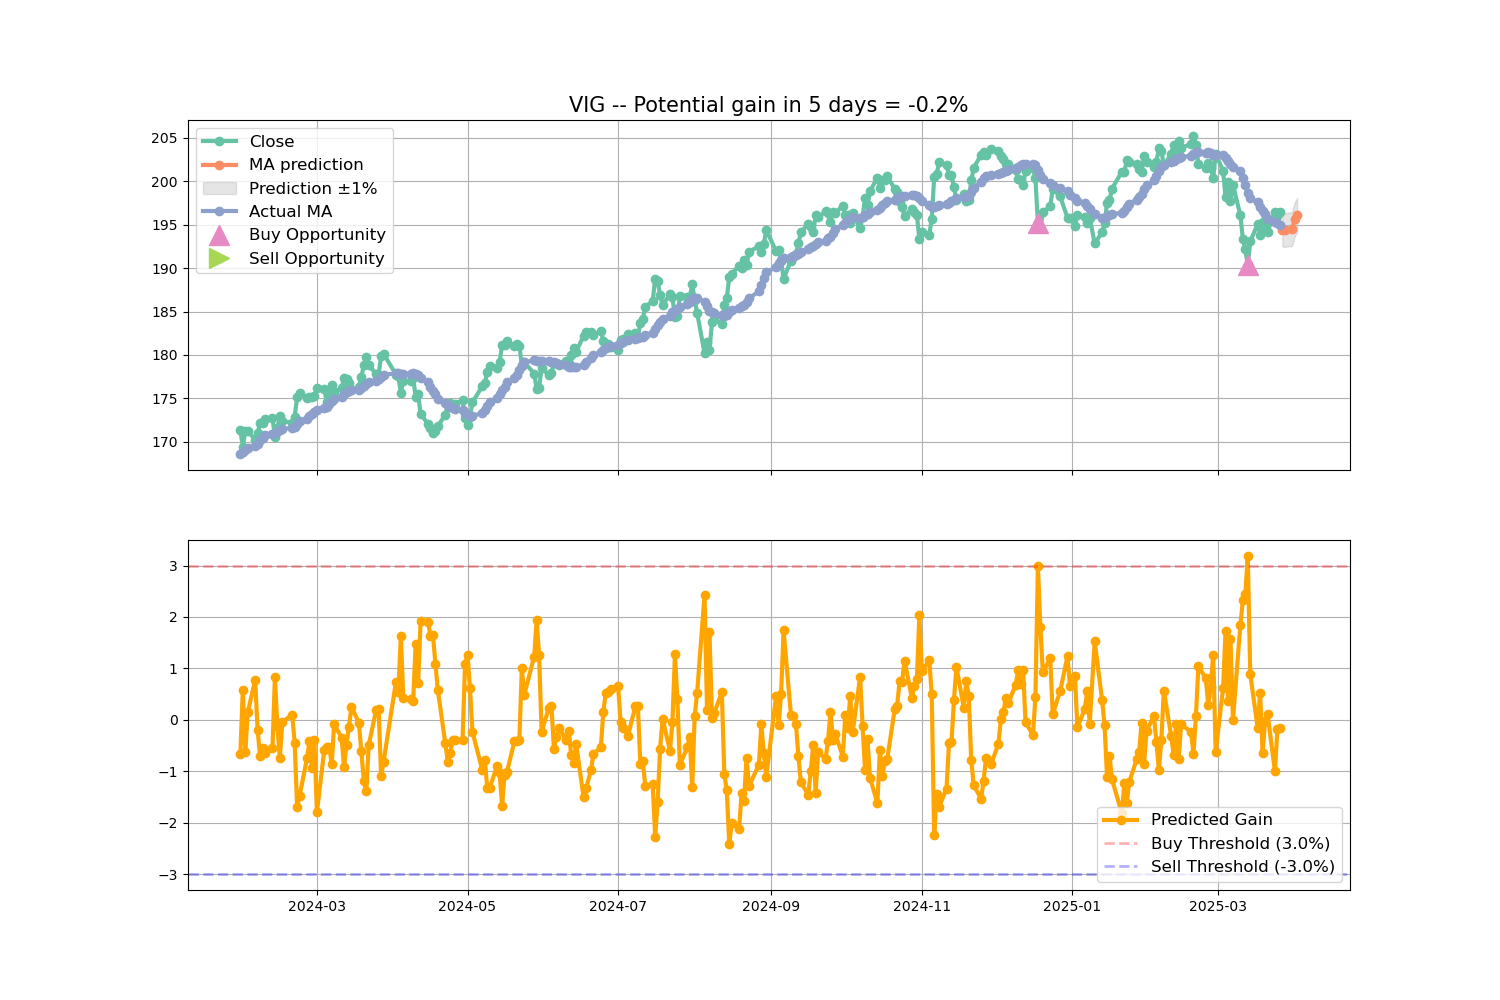 VIG -- Potential gain in 5 days = -0.2%
205
200
195
190
185
180
175
170
Close
MA prediction
Prediction ±1%
Actual MA
Buy Opportunity
Sell Opportunity
3
2
1
0
−1
−2
−3
Predicted Gain
Buy Threshold (3.0%)
Sell Threshold (-3.0%)
2024-03
2024-05
2024-07
2024-09
2024-11
2025-01
2025-03